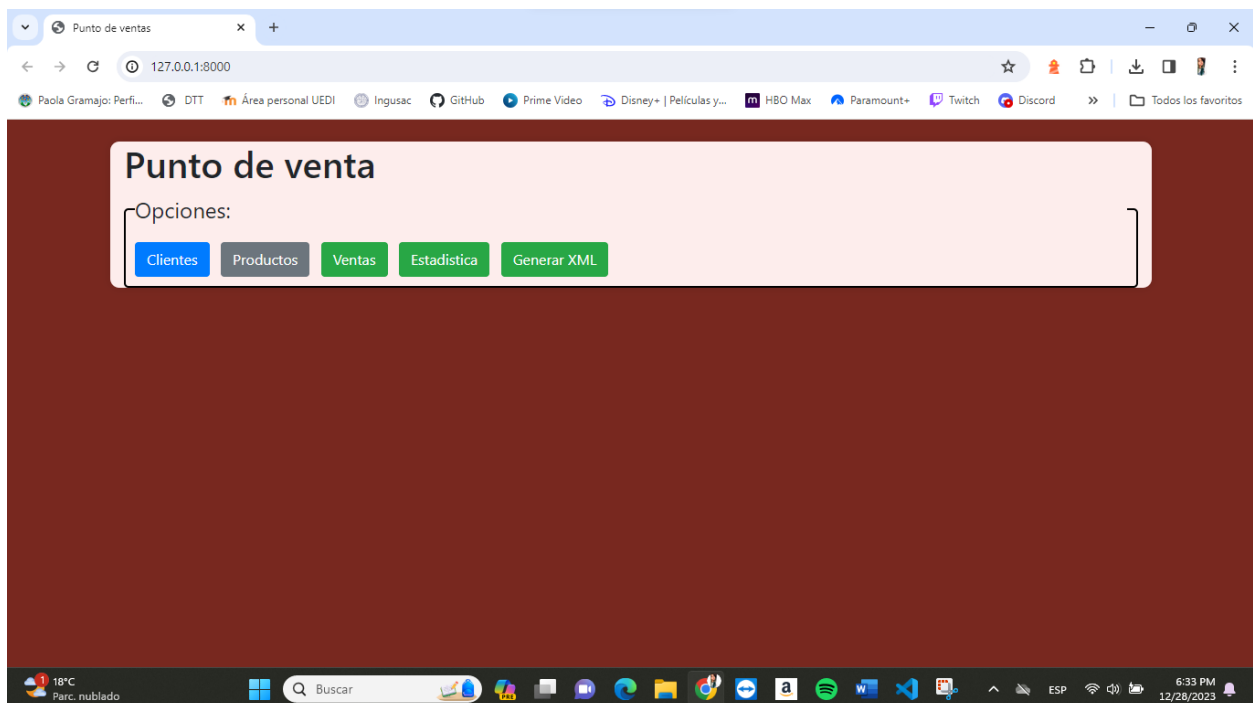 Punto de ventas
127.0.0.1:8000
Paola Gramajo: Perfi... DTT Área personal UEDI Ingusac GitHub Prime Video Disney+ | Películas y... HBO Max Paramount+ Twitch Discord » Todos los favoritos
Punto de venta
Opciones:
Clientes Productos Ventas Estadistica Generar XML
1 18°C
Parc. nublado
Buscar
ESP
6:33 PM
12/28/2023